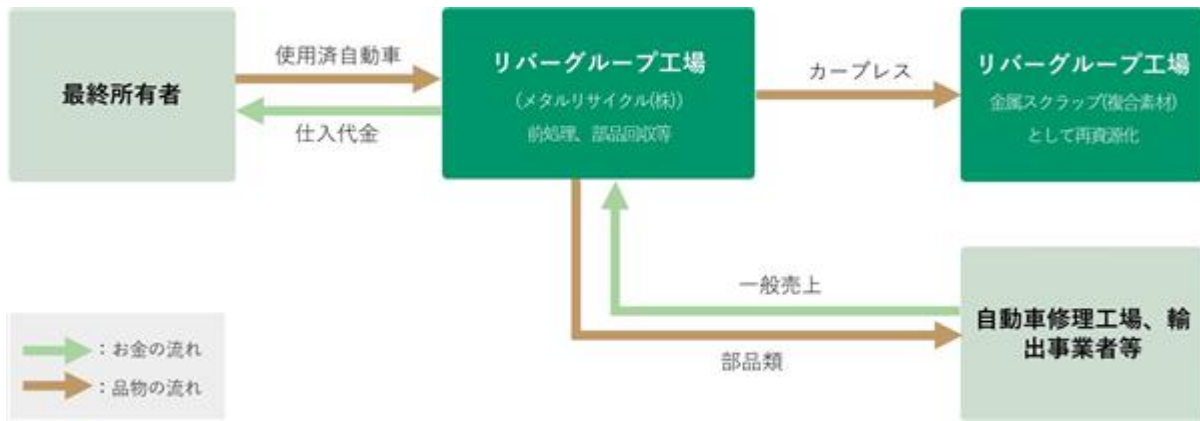 最終所有者
使用済自動車
仕入代金
リバーグループ工場
(メタルリサイクル(株))
前処理、部品回収等
カープレス
リバーグループ工場
金属スクラップ(複合素材)
として再資源化
一般売上
部品類
自動車修理工場、輸
出事業者等
：お金の流れ
：品物の流れ